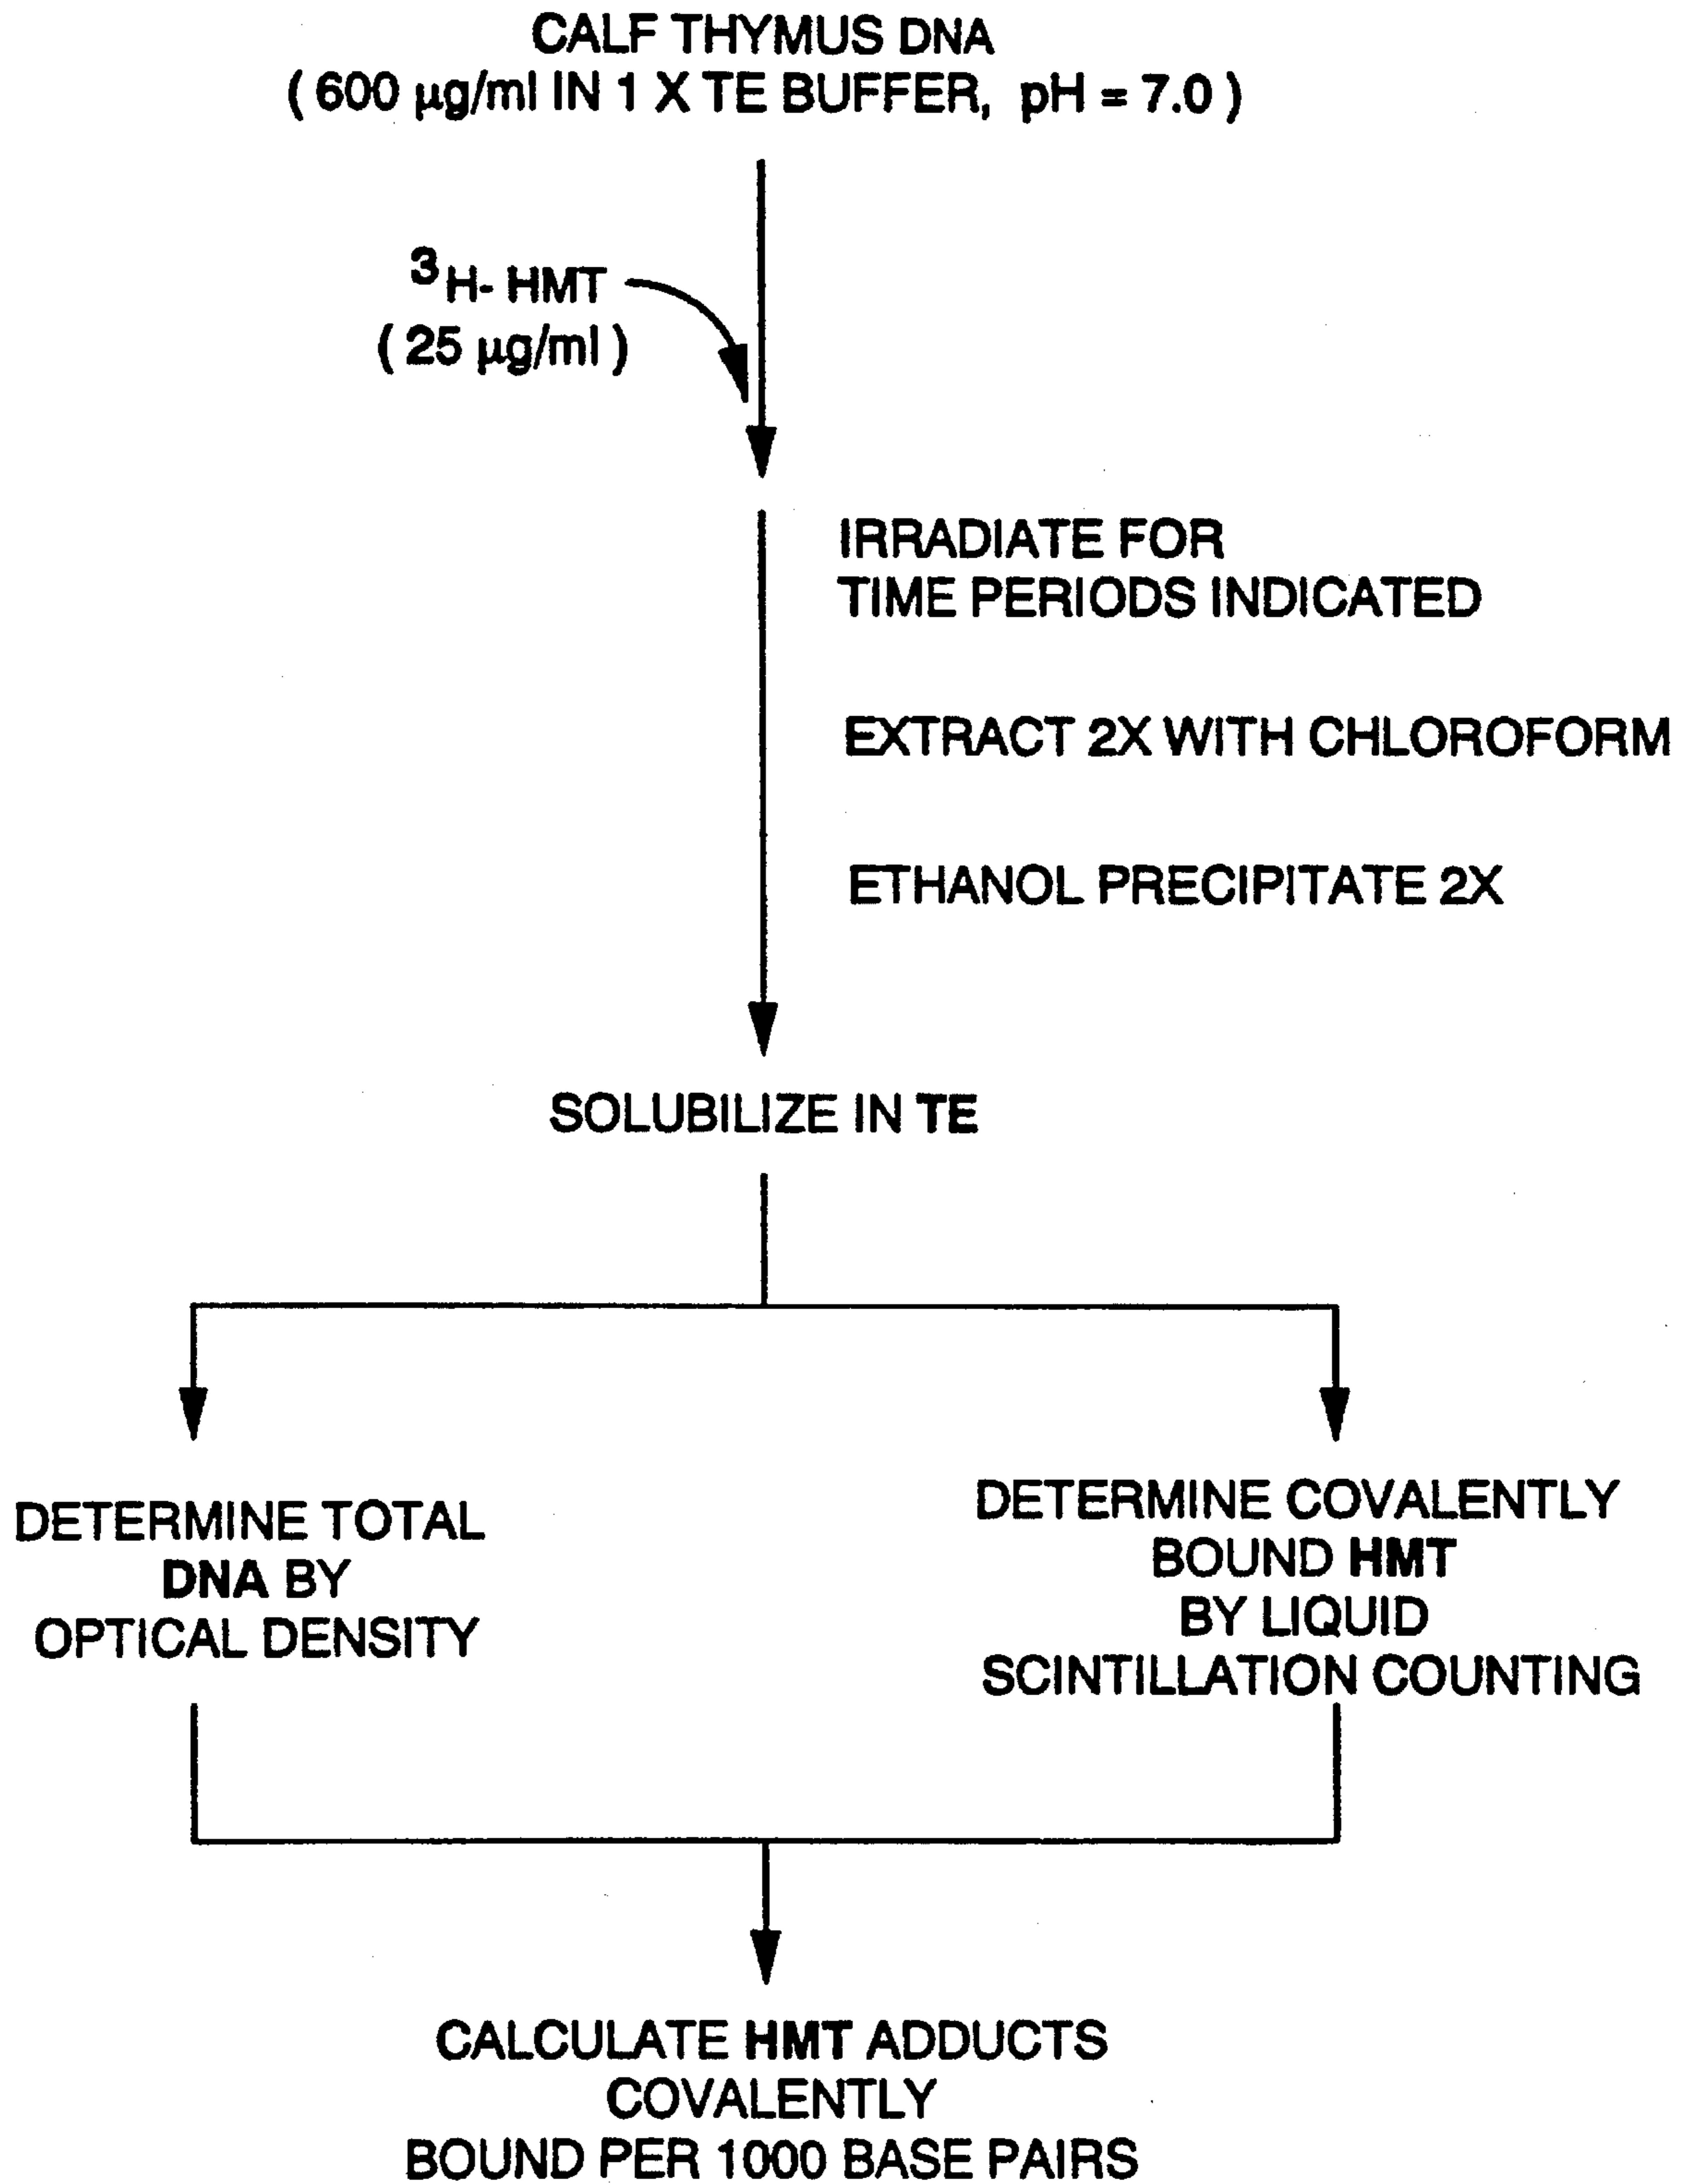 CALF THYMUS DNA
( 600 µg/ml IN 1 X TE BUFFER, pH = 7.0 )
³H- HMT
( 25 µg/ml )
IRRADIATE FOR
TIME PERIODS INDICATED
EXTRACT 2X WITH CHLOROFORM
ETHANOL PRECIPITATE 2X
SOLUBILIZE IN TE
DETERMINE TOTAL
DNA BY
OPTICAL DENSITY
DETERMINE COVALENTLY
BOUND HMT
BY LIQUID
SCINTILLATION COUNTING
CALCULATE HMT ADDUCTS
COVALENTLY
BOUND PER 1000 BASE PAIRS